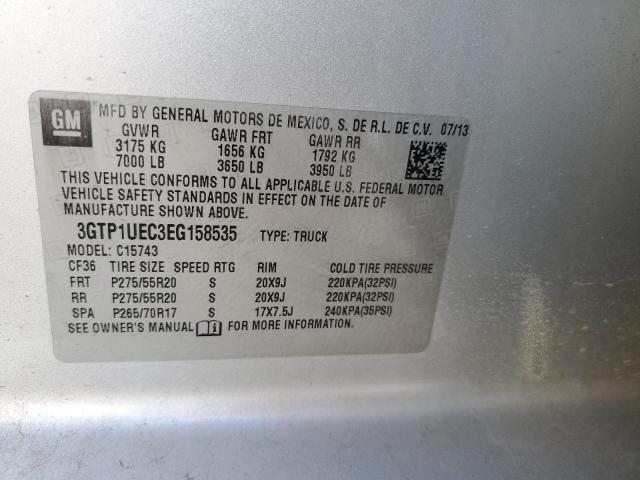 GM
MFD BY GENERAL MOTORS DE MEXICO, S. DE R.L. DE C.V. 07/13
GVWR GAWR FRT GAWR RR
3175 KG 1656 KG 1792 KG
7000 LB 3650 LB 3950 LB
THIS VEHICLE CONFORMS TO ALL APPLICABLE U.S. FEDERAL MOTOR
VEHICLE SAFETY STANDARDS IN EFFECT ON THE DATE OF
MANUFACTURE SHOWN ABOVE.
3GTP1UEC3EG158535 TYPE: TRUCK
MODEL: C15743
CF36 TIRE SIZE SPEED RTG RIM COLD TIRE PRESSURE
FRT P275/55R20 S 20X9J 220KPA(32PSI)
RR P275/55R20 S 20X9J 220KPA(32PSI)
SPA P265/70R17 S 17X7.5J 240KPA(35PSI)
SEE OWNER'S MANUAL FOR MORE INFORMATION.